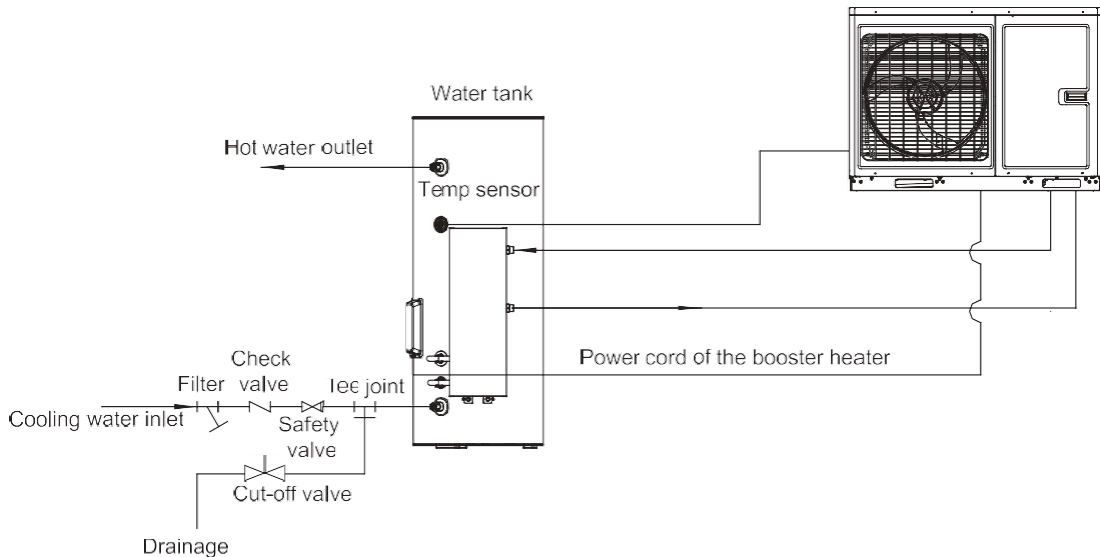 Water tank
Hot water outlet
Temp sensor
Power cord of the booster heater
Check
valve
Tee joint
Filter
Cooling water inlet
Safety
valve
Cut-off valve
Drainage